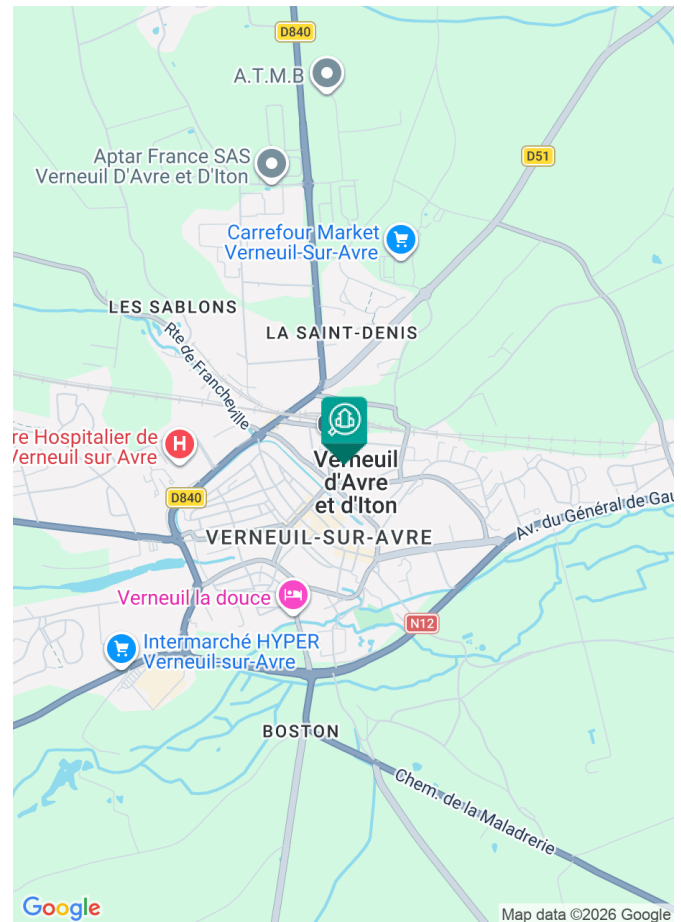 D840
A.T.M.B
D51
Aptar France SAS
Verneuil D'Avre et D'Iton
Carrefour Market
Verneuil-Sur-Avre
LES SABLONS
LA SAINT-DENIS
Rte de Francheville
re Hospitalier de
Verneuil sur Avre
H
Verneuil
d'Avre
et d'Iton
D840
VERNEUIL-SUR-AVRE
Av. du Général de Gau
Verneuil la douce
N12
Intermarché HYPER
Verneuil-sur-Avre
BOSTON
Chem. de la Maladrerie
Google
Map data ©2026 Google